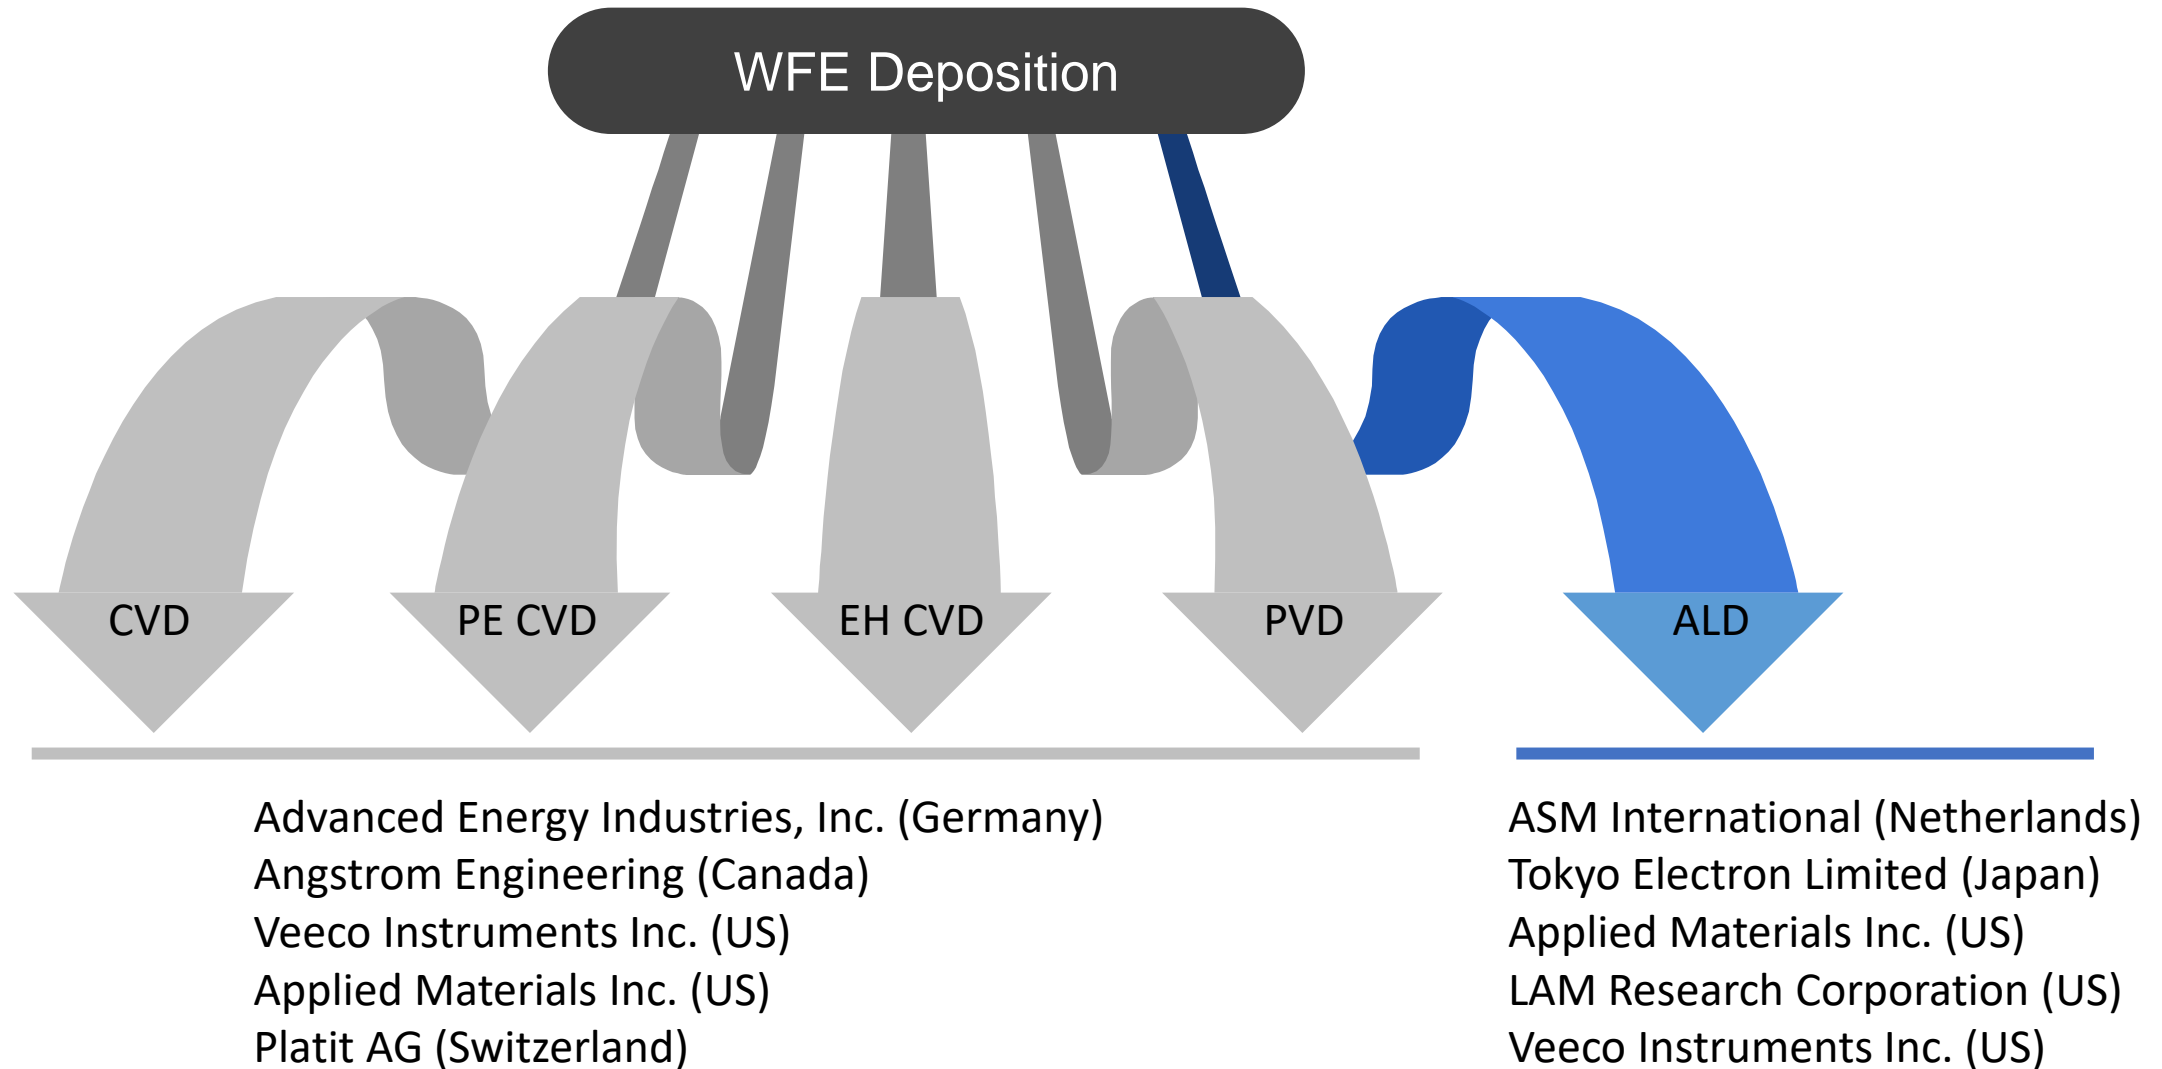 WFE Deposition
CVD
PE CVD
EH CVD
PVD
ALD
Advanced Energy Industries, Inc. (Germany)
Angstrom Engineering (Canada)
Veeco Instruments Inc. (US)
Applied Materials Inc. (US)
Platit AG (Switzerland)
ASM International (Netherlands)
Tokyo Electron Limited (Japan)
Applied Materials Inc. (US)
LAM Research Corporation (US)
Veeco Instruments Inc. (US)